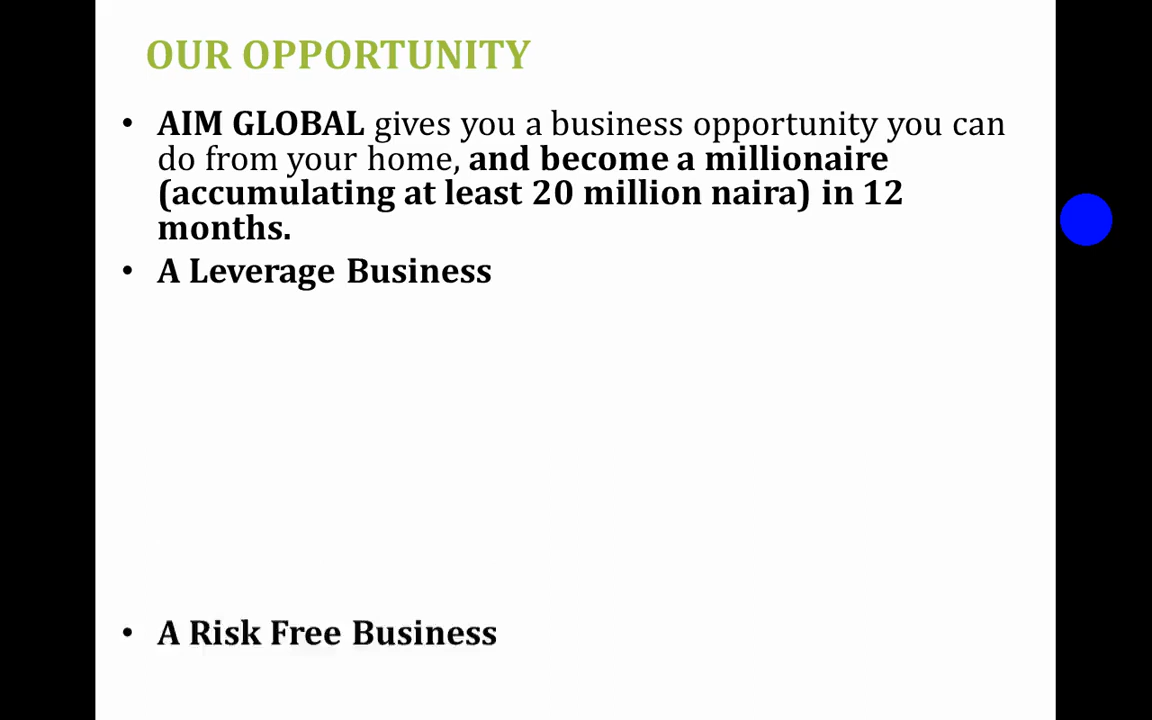 OUR OPPORTUNITY
• AIM GLOBAL gives you a business opportunity you can
do from your home, and become a millionaire
(accumulating at least 20 million naira) in 12
months.
• A Leverage Business
• A Risk Free Business